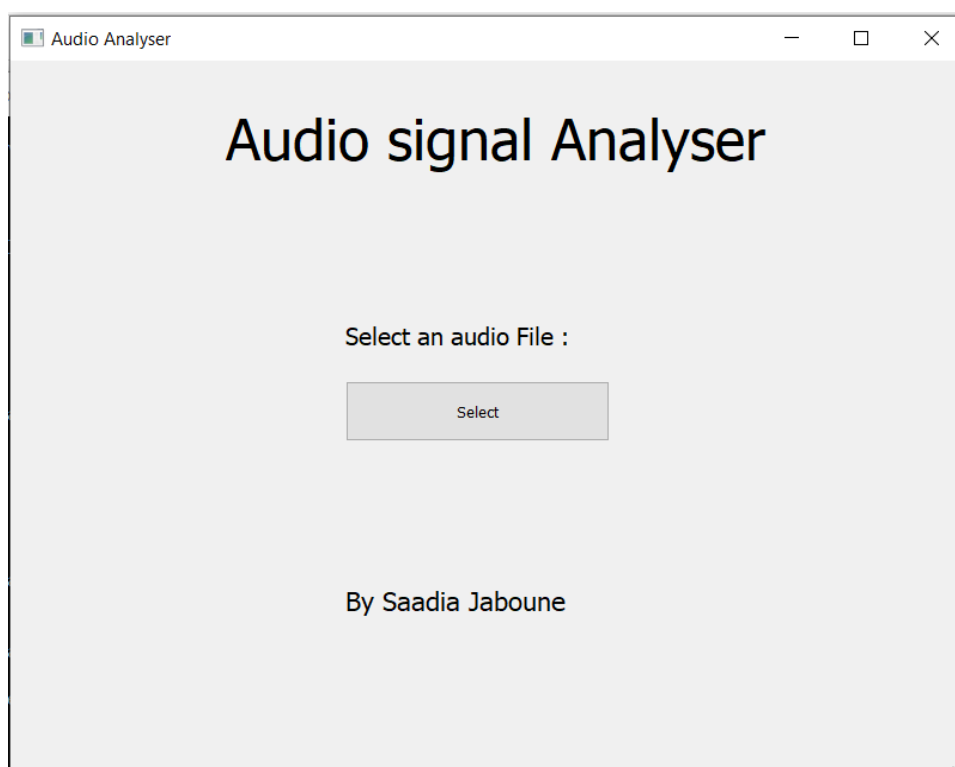 Audio Analyser
Audio signal Analyser
Select an audio File :
Select
By Saadia Jaboune